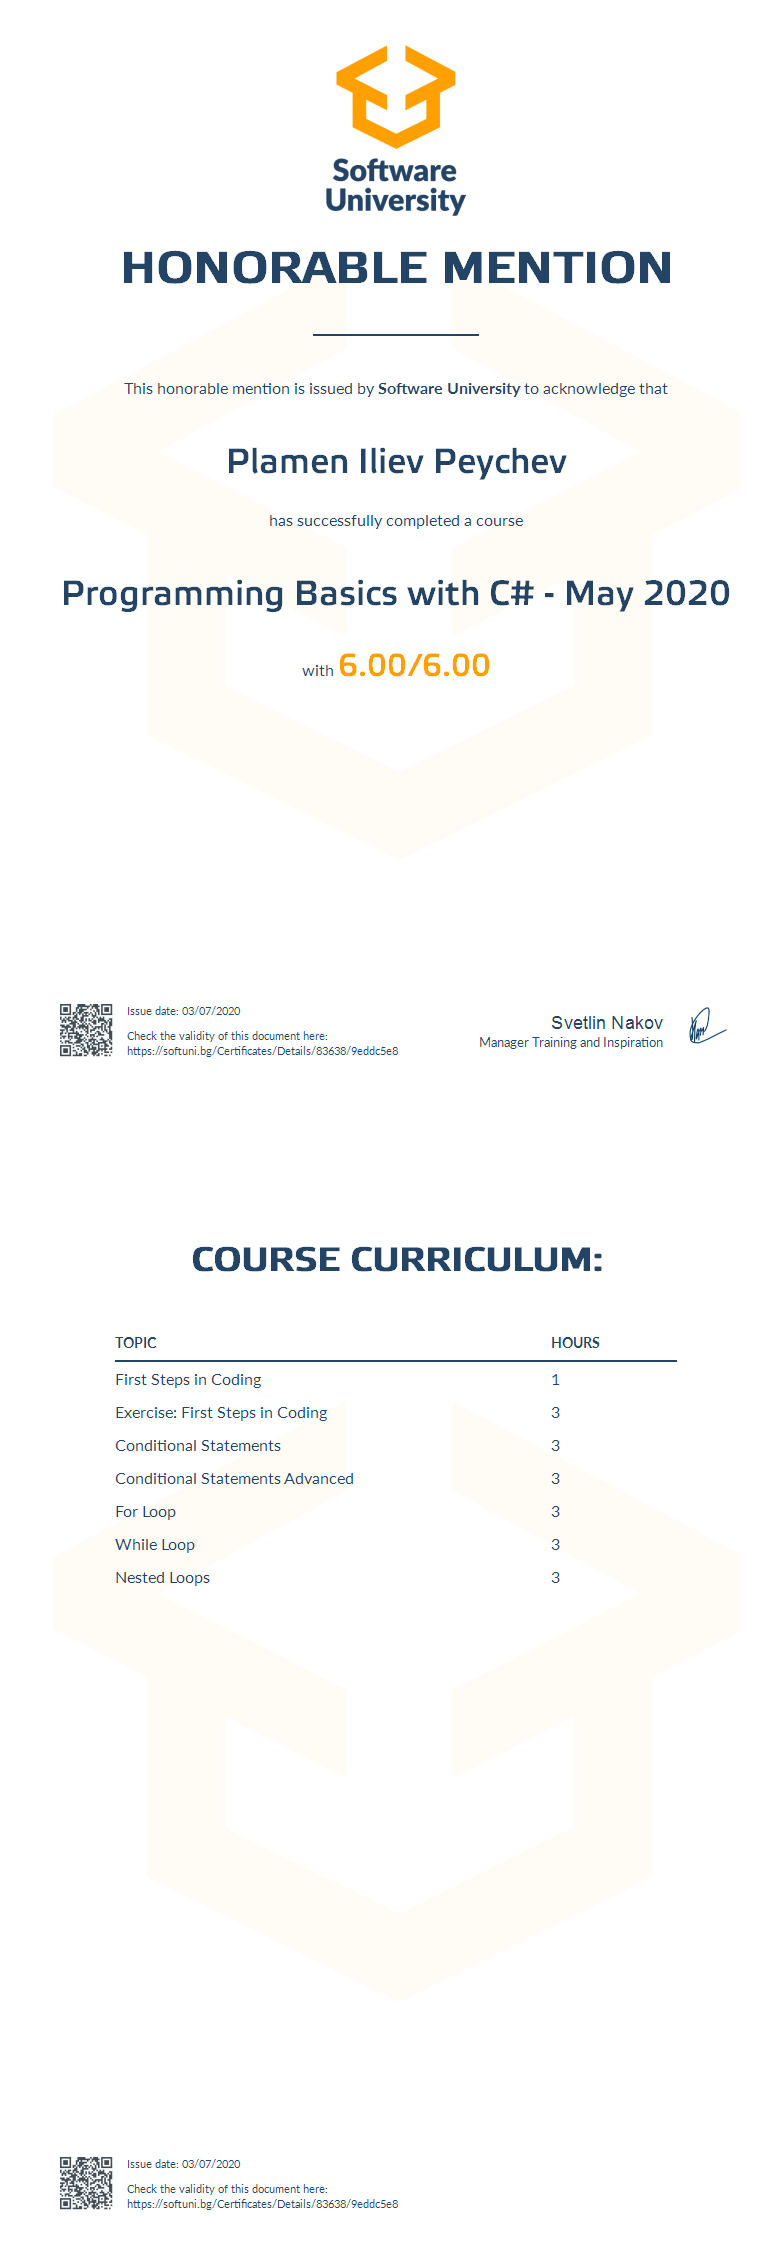 Software
University
HONORABLE MENTION
This honorable mention is issued by Software University to acknowledge that
Plamen Iliev Peychev
has successfully completed a course
Programming Basics with C# - May 2020
with 6.00/6.00
Issue date: 03/07/2020
Check the validity of this document here:
https://softuni.bg/Certificates/Details/83638/9eddc5e8
Svetlin Nakov
Manager Training and Inspiration
COURSE CURRICULUM:
TOPIC HOURS
First Steps in Coding 1
Exercise: First Steps in Coding 3
Conditional Statements 3
Conditional Statements Advanced 3
For Loop 3
While Loop 3
Nested Loops 3
Issue date: 03/07/2020
Check the validity of this document here:
https://softuni.bg/Certificates/Details/83638/9eddc5e8